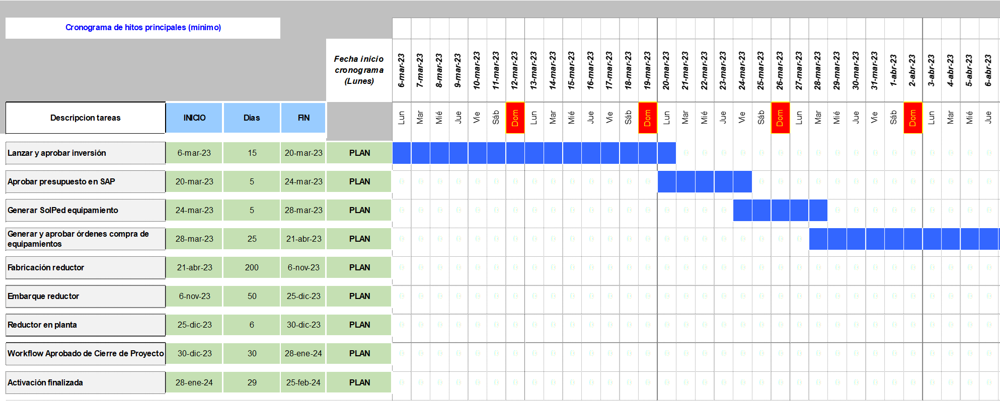 Cronograma de hitos principales (mínimo)
Fecha inicio
cronograma
(Lunes)
6-mar-23 7-mar-23 8-mar-23 9-mar-23 10-mar-23 11-mar-23 12-mar-23 13-mar-23 14-mar-23 15-mar-23 16-mar-23 17-mar-23 18-mar-23 19-mar-23 20-mar-23 21-mar-23 22-mar-23 23-mar-23 24-mar-23 25-mar-23 26-mar-23 27-mar-23 28-mar-23 29-mar-23 30-mar-23 31-mar-23 1-abr-23 2-abr-23 3-abr-23 4-abr-23 5-abr-23 6-abr-23
Descripcion tareas INICIO Dias FIN Lun Mar Mié Jue Vie Sáb Dom Lun Mar Mié Jue Vie Sáb Dom Lun Mar Mié Jue Vie Sáb Dom Lun Mar Mié Jue Vie Sáb Dom Lun Mar Mié Jue
Lanzar y aprobar inversión 6-mar-23 15 20-mar-23 PLAN
Aprobar presupuesto en SAP 20-mar-23 5 24-mar-23 PLAN
Generar SolPed equipamiento 24-mar-23 5 28-mar-23 PLAN
Generar y aprobar órdenes compra de
equipamientos 28-mar-23 25 21-abr-23 PLAN
Fabricación reductor 21-abr-23 200 6-nov-23 PLAN
Embarque reductor 6-nov-23 50 25-dic-23 PLAN
Reductor en planta 25-dic-23 6 30-dic-23 PLAN
Workflow Aprobado de Cierre de Proyecto 30-dic-23 30 28-ene-24 PLAN
Activación finalizada 28-ene-24 29 25-feb-24 PLAN